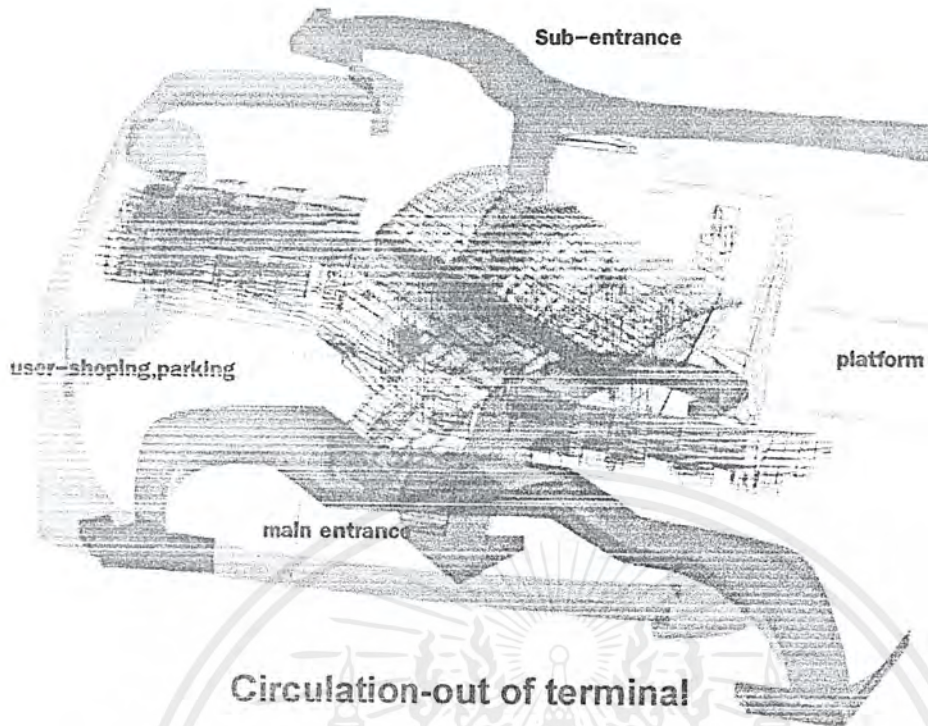 Sub-entrance
user-shoping,parking
platform
main entrance
Circulation-out of terminal